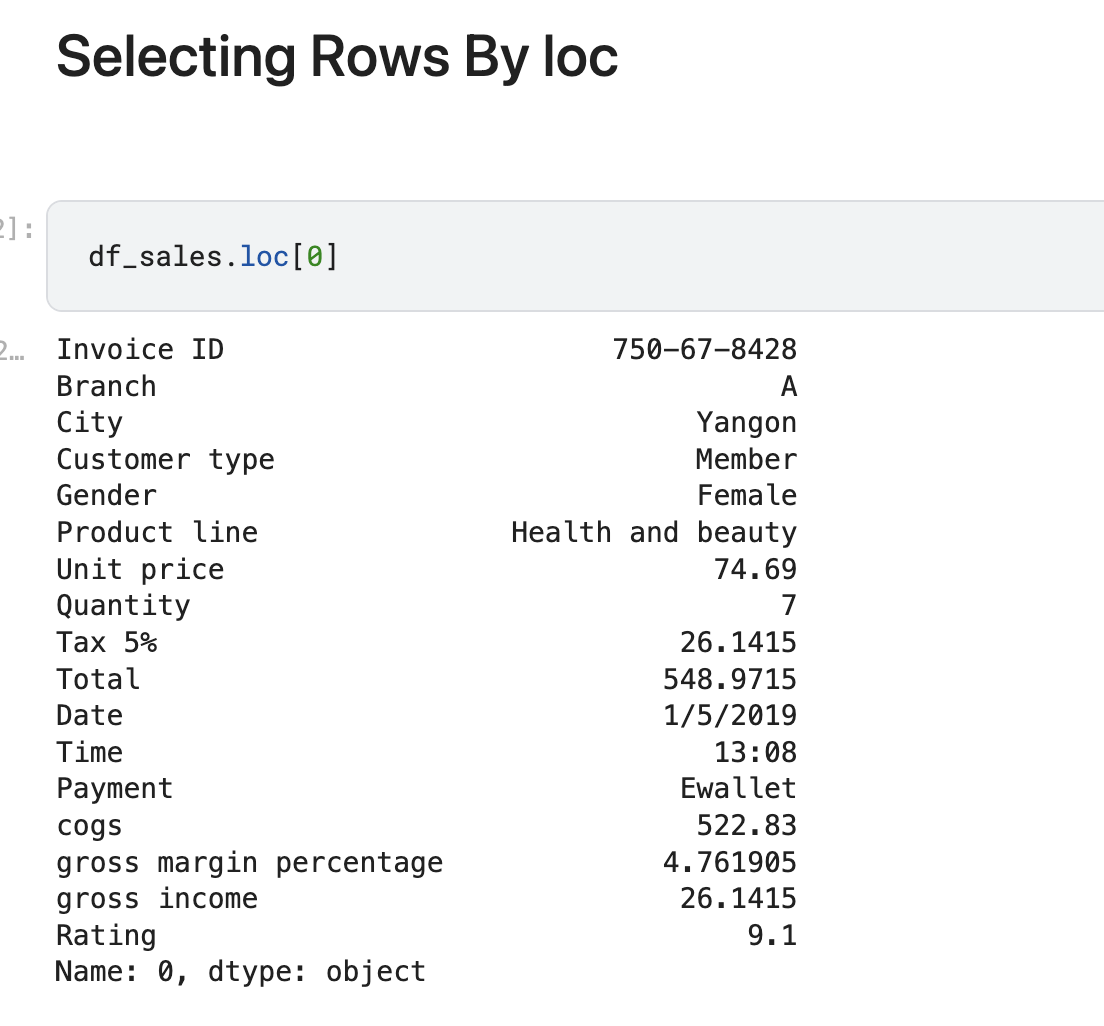 Selecting Rows By loc
2]:
df_sales.loc[0]
2…
Invoice ID 750-67-8428
Branch A
City Yangon
Customer type Member
Gender Female
Product line Health and beauty
Unit price 74.69
Quantity 7
Tax 5% 26.1415
Total 548.9715
Date 1/5/2019
Time 13:08
Payment Ewallet
cogs 522.83
gross margin percentage 4.761905
gross income 26.1415
Rating 9.1
Name: 0, dtype: object